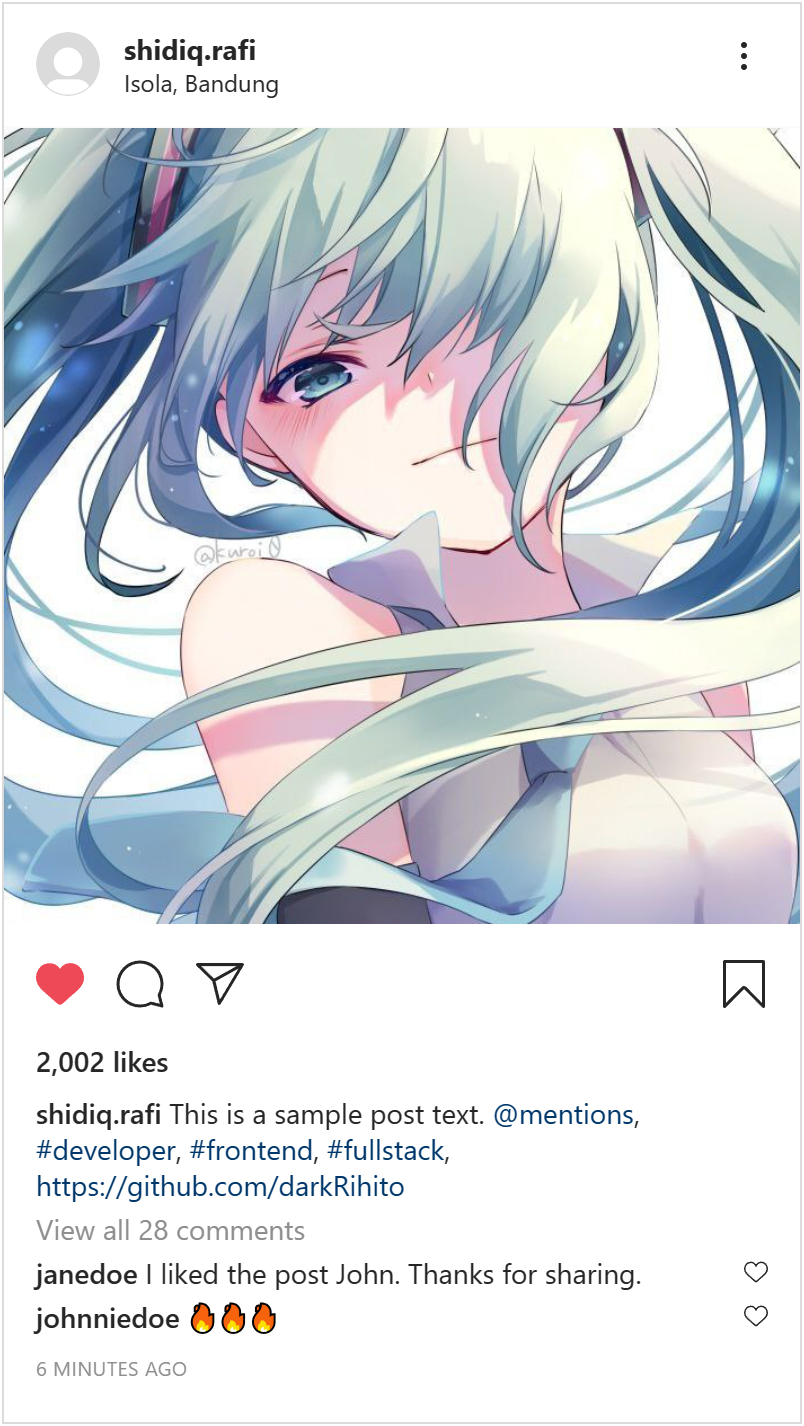 shidiq.rafi
Isola, Bandung
@kuroi0
2,002 likes
shidiq.rafi This is a sample post text. @mentions,
#developer, #frontend, #fullstack,
https://github.com/darkRihito
View all 28 comments
janedoe I liked the post John. Thanks for sharing.
johnniedoe 🔥🔥🔥
6 MINUTES AGO